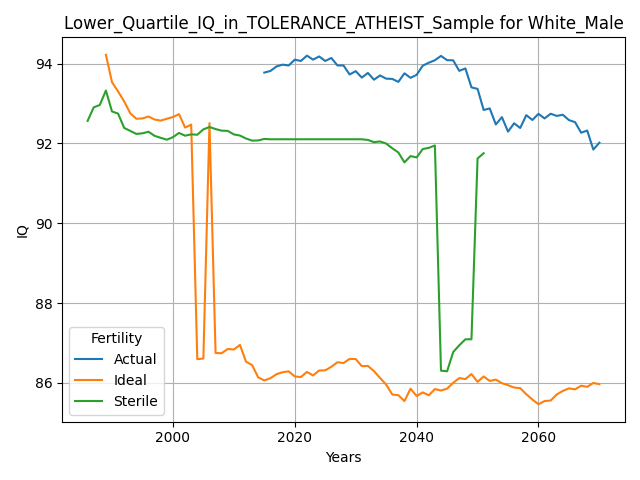 Lower_Quartile_IQ_in_TOLERANCE_ATHEIST_Sample for White_Male
IQ
94
92
90
88
86
Fertility
Actual
Ideal
Sterile
2000
2020
2040
2060
Years